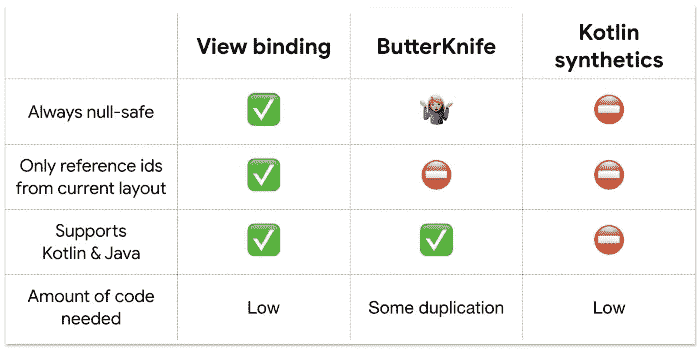 View binding
ButterKnife
Kotlin
synthetics
Always null-safe
Only reference ids
from current layout
Supports
Kotlin & Java
Amount of code
needed
Low
Some duplication
Low